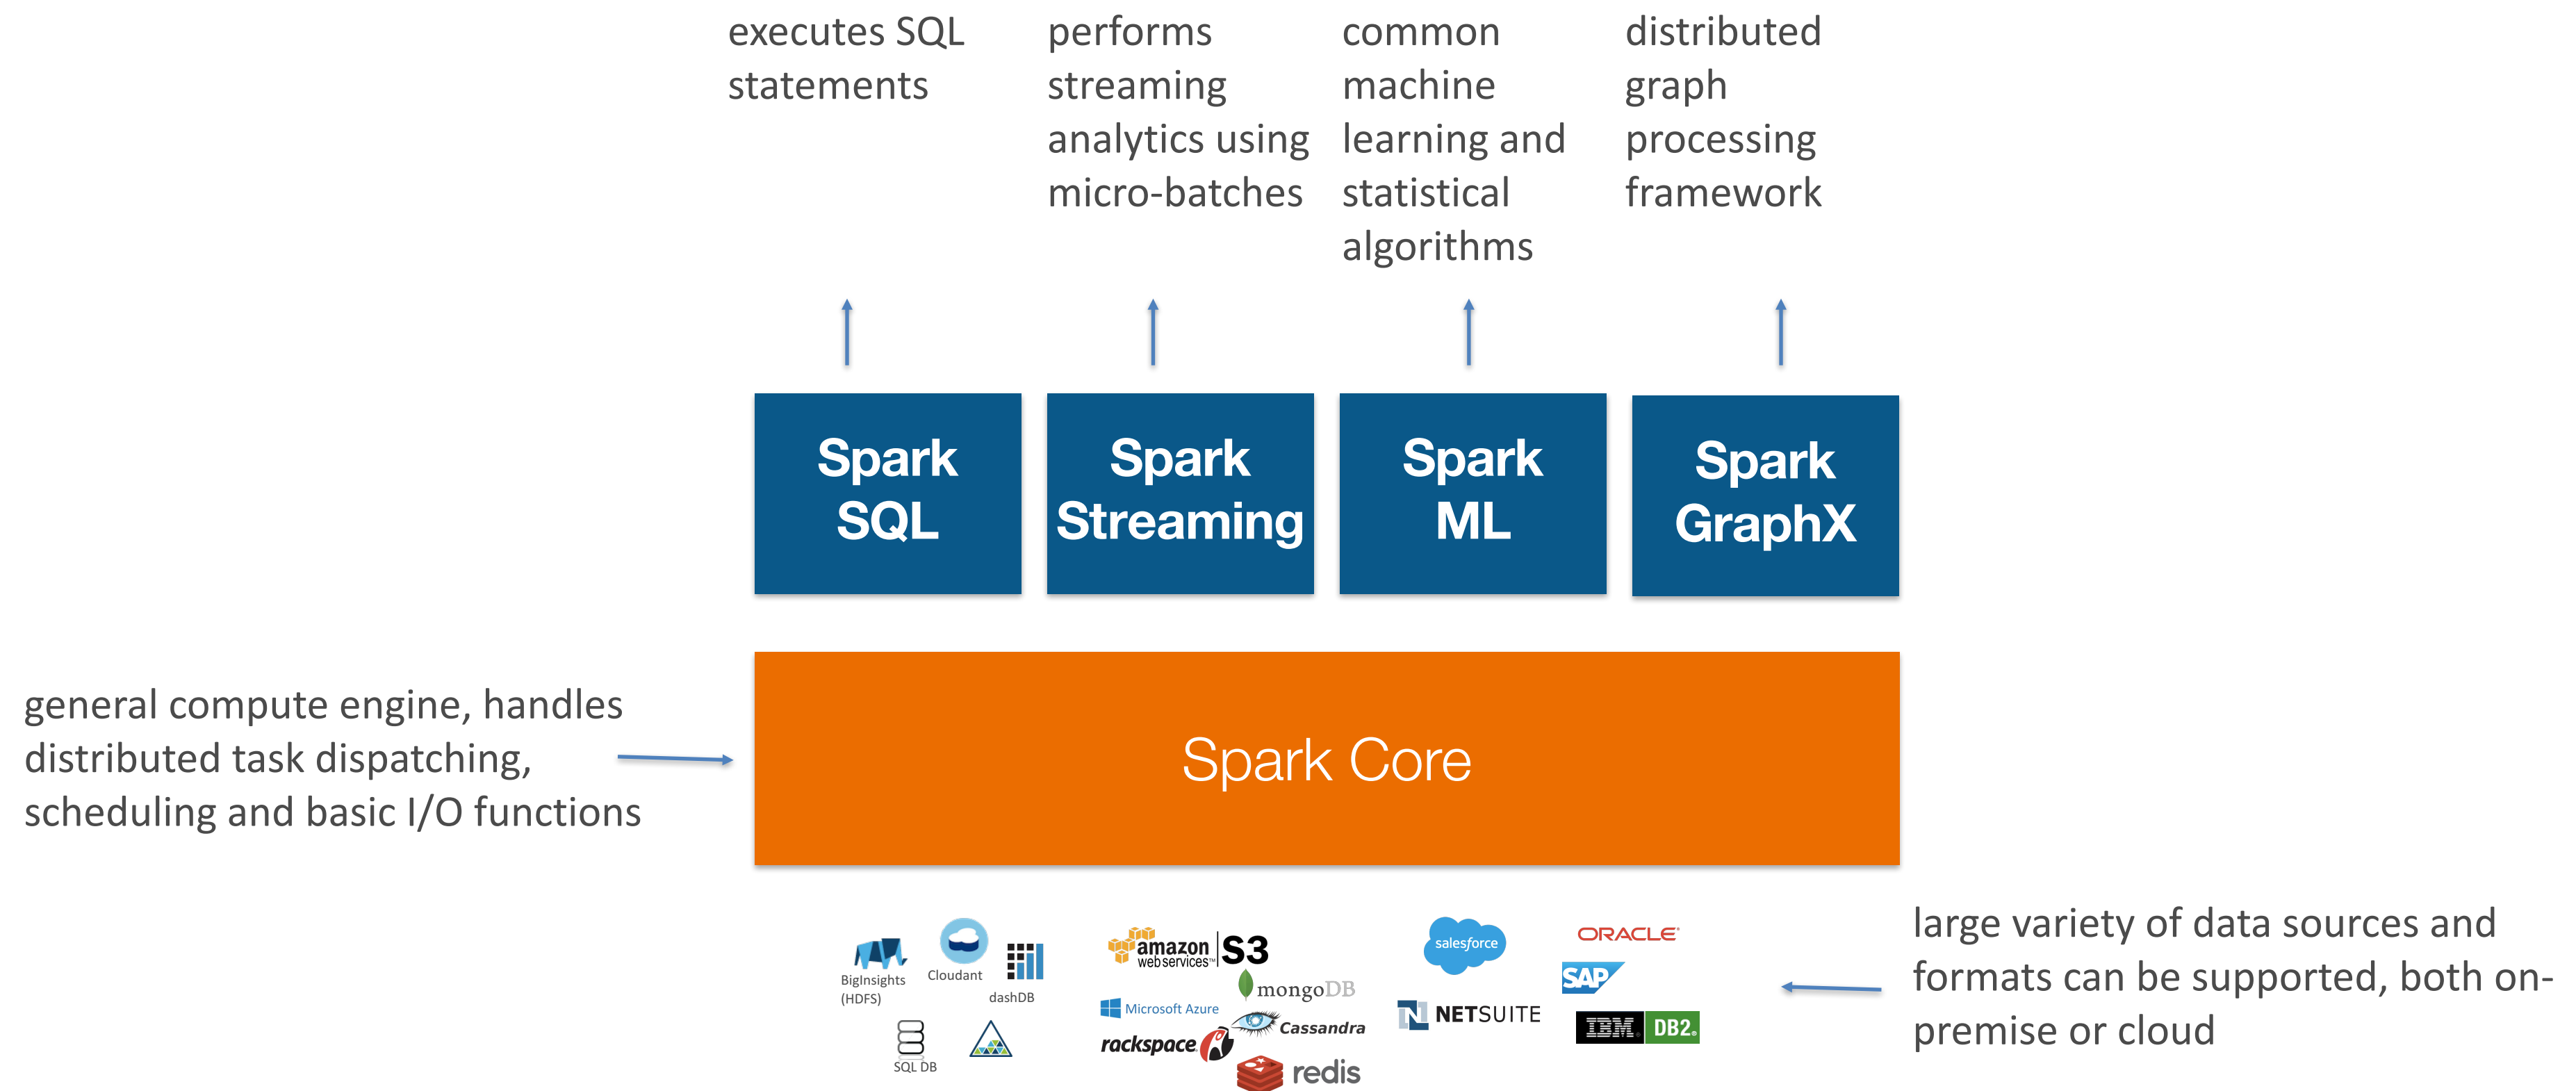 executes SQL
statements
performs
streaming
analytics using
micro-batches
common
machine
learning and
statistical
algorithms
distributed
graph
processing
framework
Spark
SQL
Spark
Streaming
Spark
ML
Spark
GraphX
general compute engine, handles
distributed task dispatching,
scheduling and basic I/O functions
Spark Core
BigInsights
(HDFS)
Cloudant
dashDB
SQL DB
amazon
web services™
S3
mongoDB
Microsoft Azure
Cassandra
rackspace
redis
salesforce
NETSUITE
ORACLE
SAP
IBM
DB2
large variety of data sources and
formats can be supported, both on-
premise or cloud